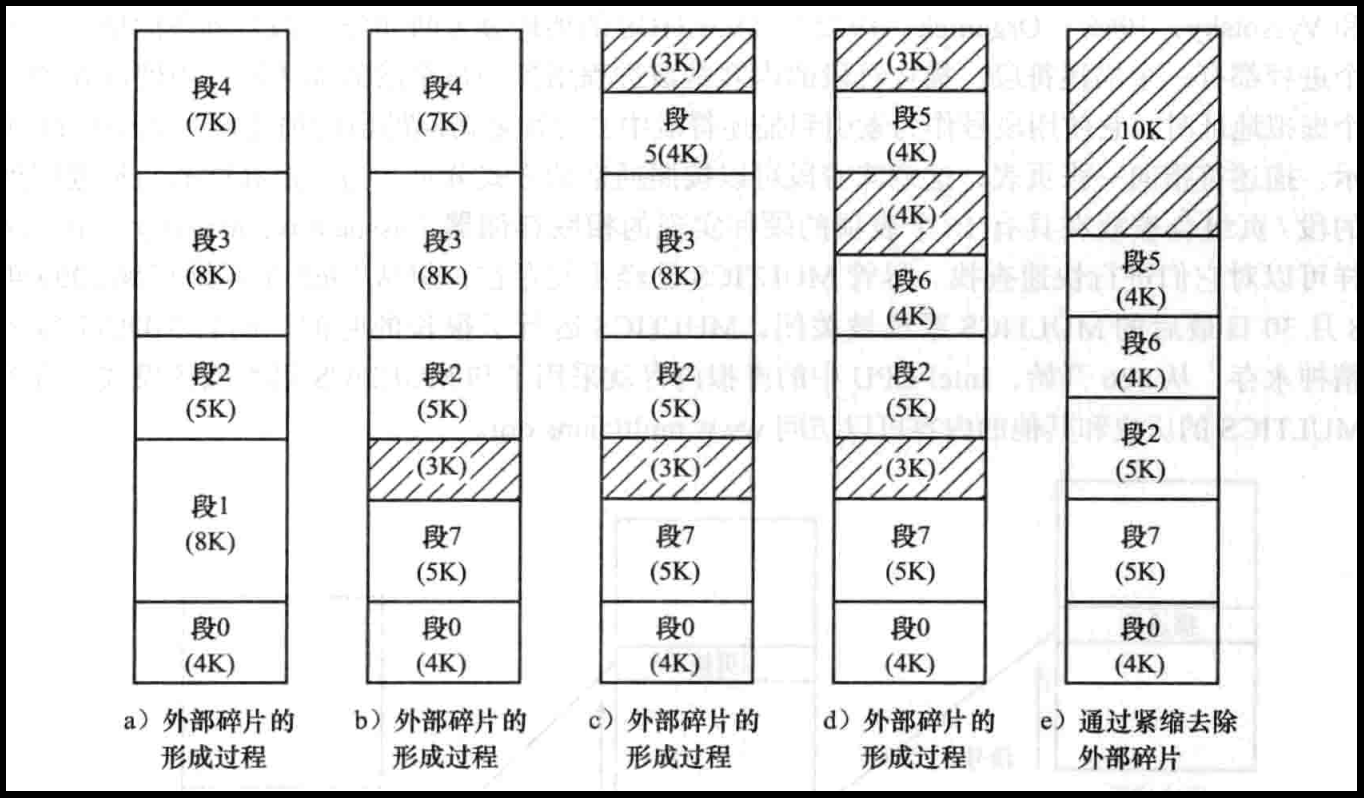 段4
(7K)
段3
(8K)
段2
(5K)
段1
(8K)
段0
(4K)
a）外部碎片的
形成过程
段4
(7K)
段3
(8K)
段2
(5K)
(3K)
段7
(5K)
段0
(4K)
b）外部碎片的
形成过程
(3K)
段
5(4K)
段3
(8K)
段2
(5K)
(3K)
段7
(5K)
段0
(4K)
c）外部碎片的
形成过程
(3K)
段5
(4K)
(4K)
段6
(4K)
段2
(5K)
(3K)
段7
(5K)
段0
(4K)
d）外部碎片的
形成过程
10K
段5
(4K)
段6
(4K)
段2
(5K)
段7
(5K)
段0
(4K)
e）通过紧缩去除
外部碎片